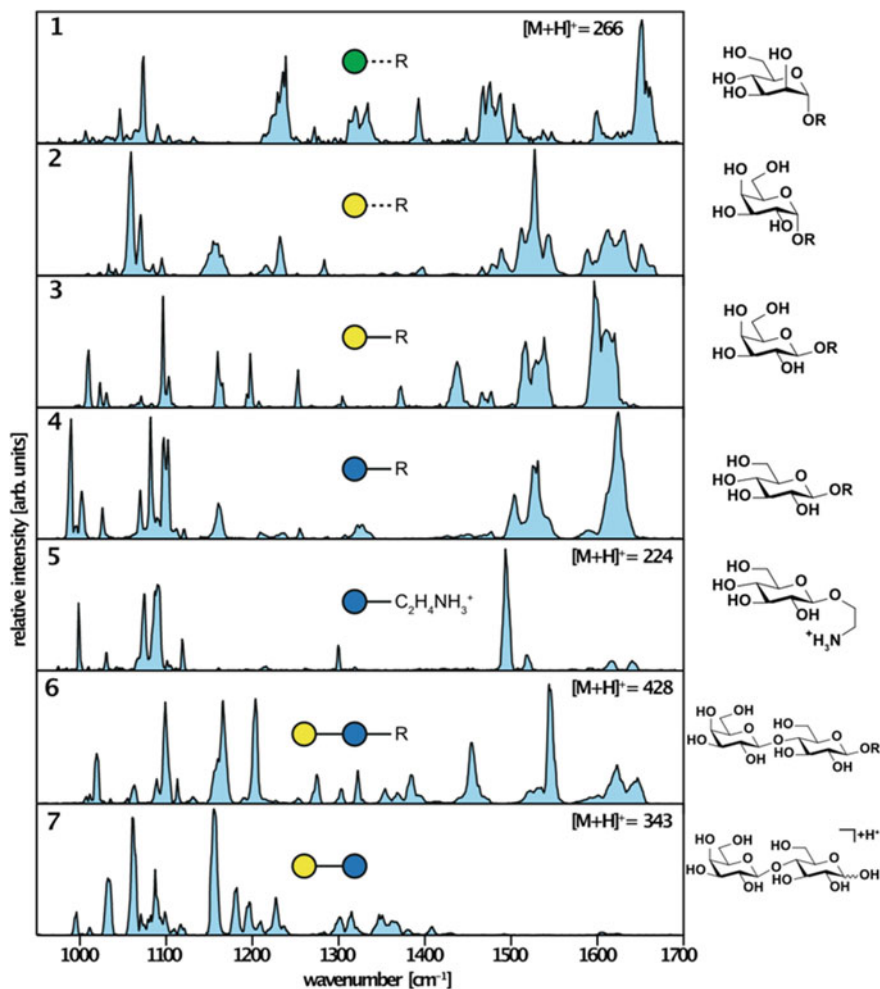 1
[M+H]⁺ = 266
R
2
R
3
R
4
R
5
[M+H]⁺ = 224
C₂H₄NH₃⁺
6
[M+H]⁺ = 428
R
7
[M+H]⁺ = 343
relative intensity [arb. units]
1000 1100 1200 1300 1400 1500 1600 1700
wavenumber [cm⁻¹]
HO OH
HO O
HO
OR
HO OH
O
HO
HO
OR
HO OH
O
HO OR
OH
HO
HO O
HO OR
OH
HO
HO O
HO O
OH
⁺H₃N
HO OH HO
O O
HO O HO OR
OH OH
]+H⁺
HO OH HO
O O
HO O HO OH
OH OH